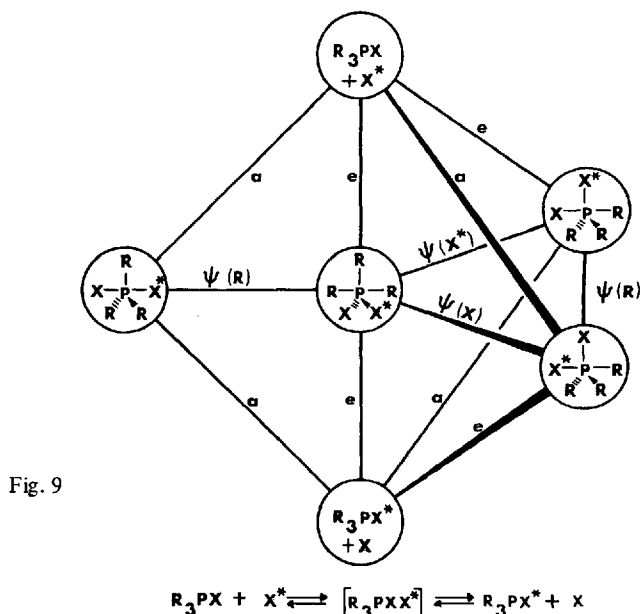 R₃PX
+ X*
a
e
a
e
X*
X–P–R
R R
R
X–P–X*
R R
ψ(R)
R
R–P–R
X X*
ψ(X*)
ψ(X)
ψ(R)
X
X*–P–R
R R
a
e
a
e
R₃PX*
+ X
Fig. 9
R₃PX + X* ⇌ [R₃PXX*] ⇌ R₃PX* + X